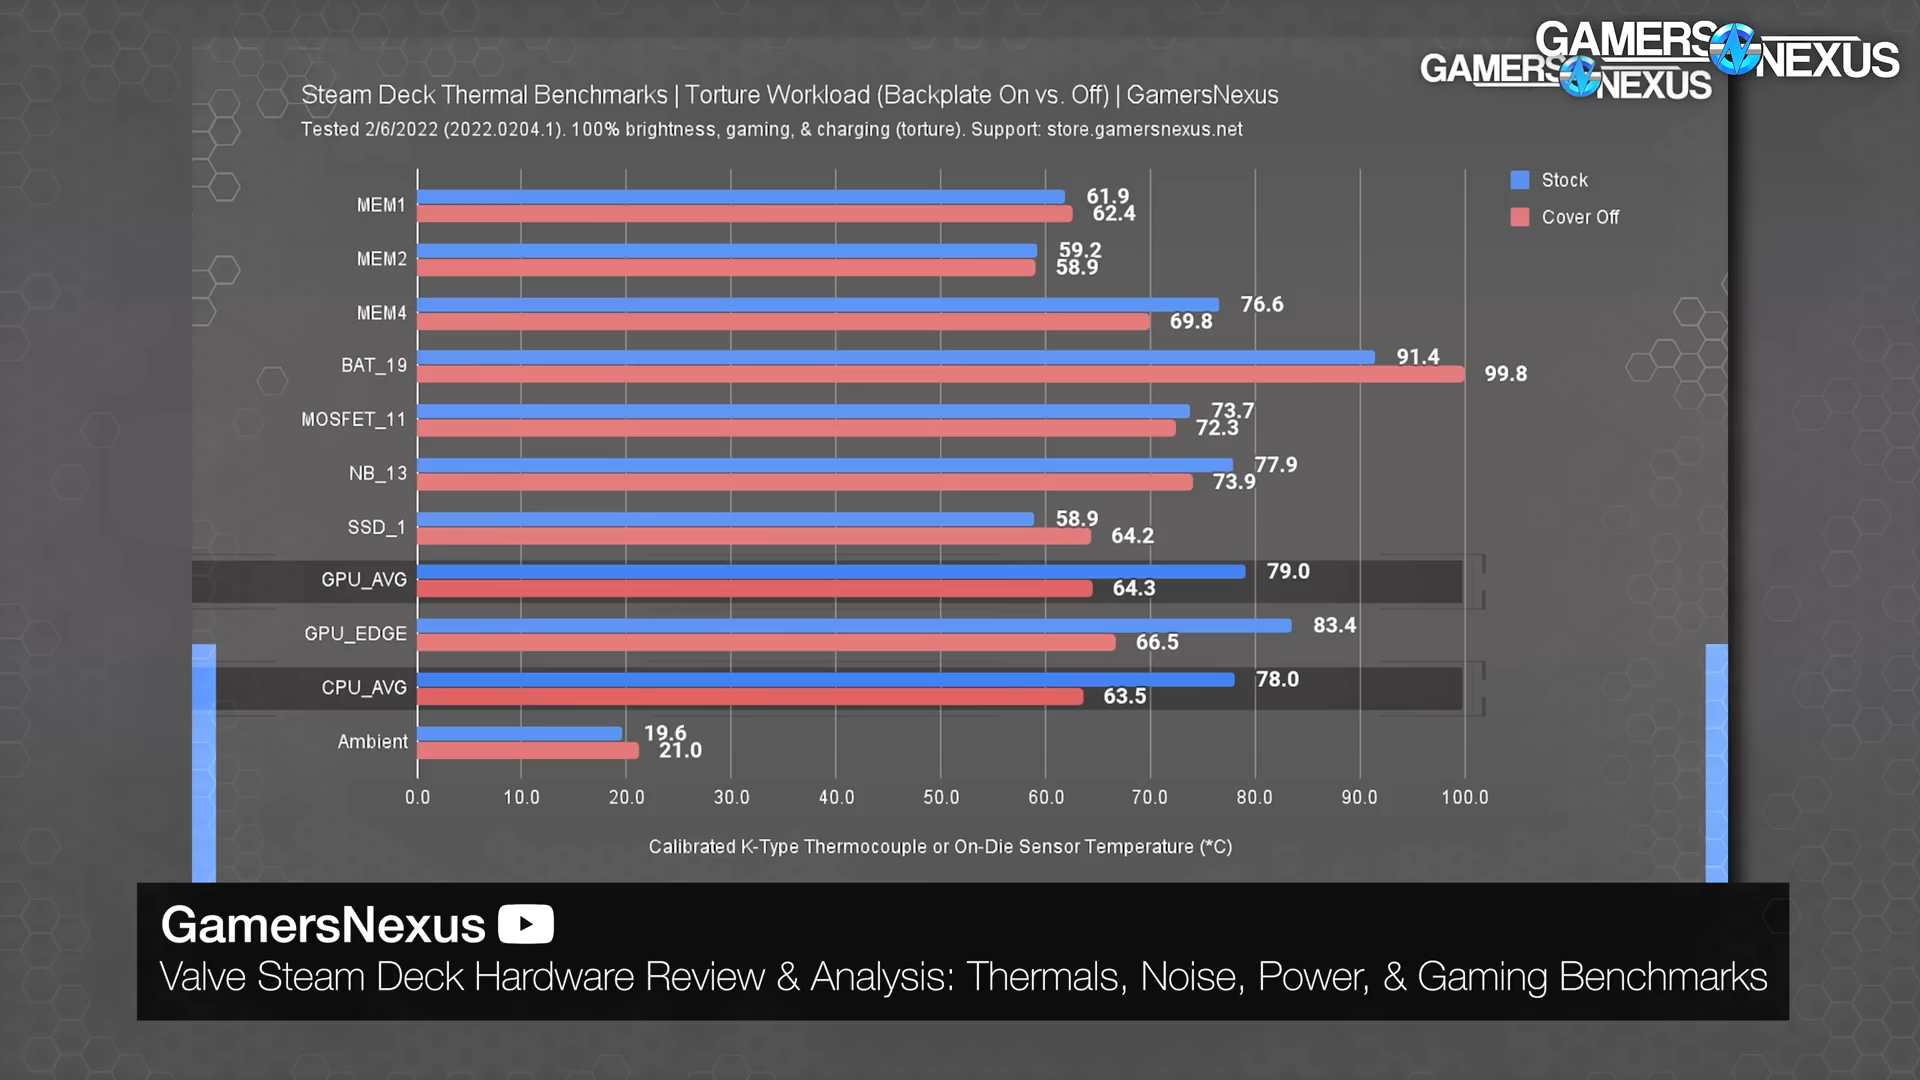 GAMERS NEXUS
GAMERS NEXUS
Steam Deck Thermal Benchmarks | Torture Workload (Backplate On vs. Off) | GamersNexus
Tested 2/6/2022 (2022.0204.1). 100% brightness, gaming, & charging (torture). Support: store.gamersnexus.net
Stock
Cover Off
MEM1 61.9
62.4
MEM2 59.2
58.9
MEM4 76.6
69.8
BAT_19 91.4
99.8
MOSFET_11 73.7
72.3
NB_13 77.9
73.9
SSD_1 58.9
64.2
GPU_AVG 79.0
64.3
GPU_EDGE 83.4
66.5
CPU_AVG 78.0
63.5
Ambient 19.6
21.0
0.0 10.0 20.0 30.0 40.0 50.0 60.0 70.0 80.0 90.0 100.0
Calibrated K-Type Thermocouple or On-Die Sensor Temperature (*C)
GamersNexus
Valve Steam Deck Hardware Review & Analysis: Thermals, Noise, Power, & Gaming Benchmarks